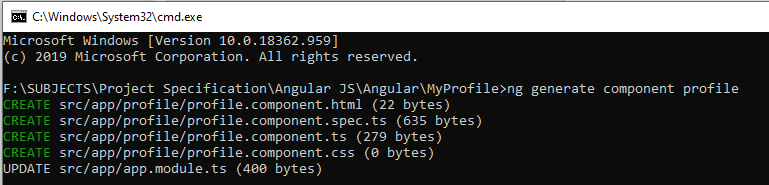 C:\Windows\System32\cmd.exe
Microsoft Windows [Version 10.0.18362.959]
(c) 2019 Microsoft Corporation. All rights reserved.
F:\SUBJECTS\Project Specification\Angular JS\Angular\MyProfile>ng generate component profile
CREATE src/app/profile/profile.component.html (22 bytes)
CREATE src/app/profile/profile.component.spec.ts (635 bytes)
CREATE src/app/profile/profile.component.ts (279 bytes)
CREATE src/app/profile/profile.component.css (0 bytes)
UPDATE src/app/app.module.ts (400 bytes)